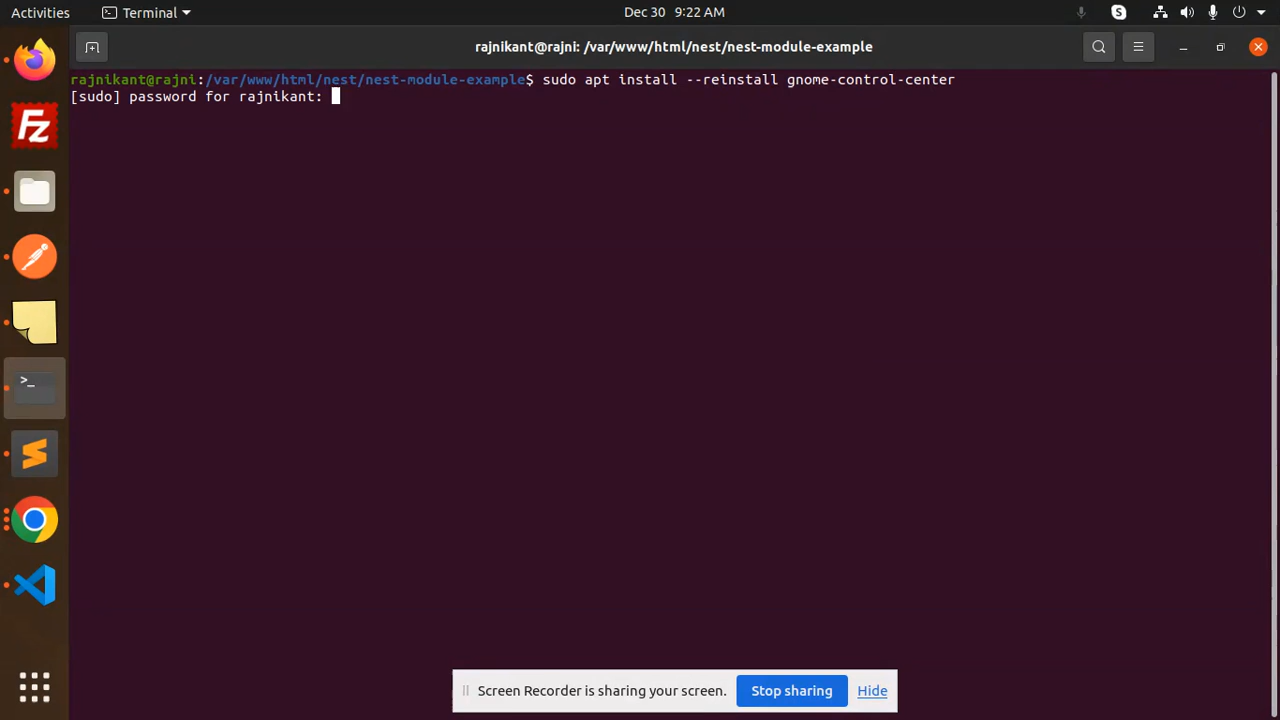 Activities
Terminal
Dec 30 9:22 AM
S
rajnikant@rajni: /var/www/html/nest/nest-module-example
rajnikant@rajni:/var/www/html/nest/nest-module-example$ sudo apt install --reinstall gnome-control-center
[sudo] password for rajnikant:
Fz
>_
Screen Recorder is sharing your screen.
Stop sharing
Hide